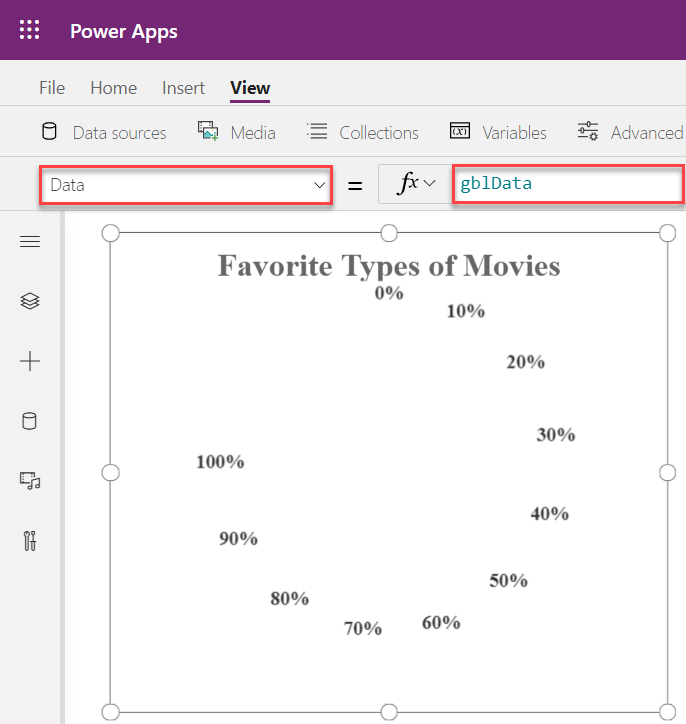 Power Apps
File Home Insert View
Data sources Media Collections Variables Advanced
Data = fx gblData
Favorite Types of Movies
0%
10%
20%
30%
100%
40%
90%
50%
80%
60%
70%